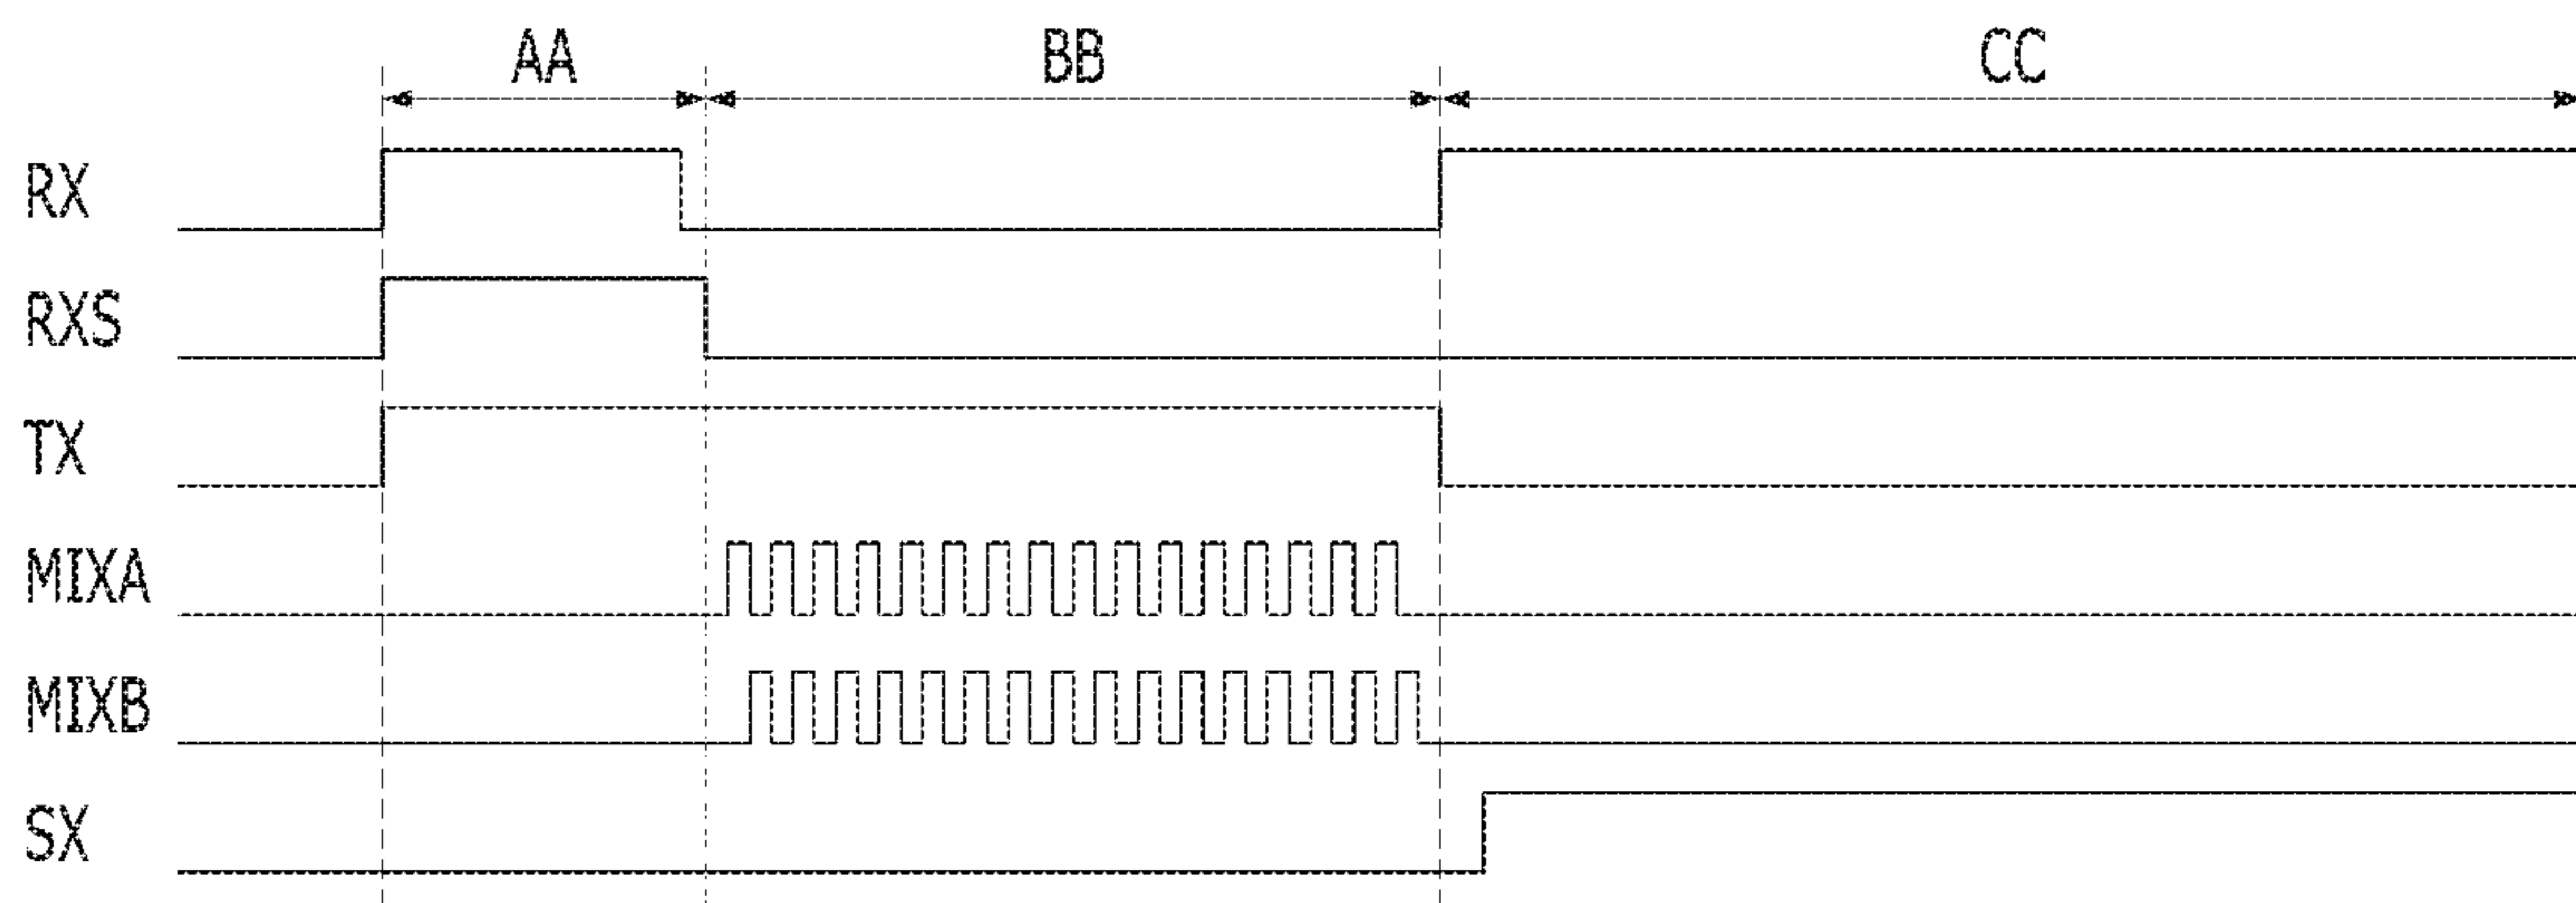 AA BB CC
RX
RXS
TX
MIXA
MIXB
SX